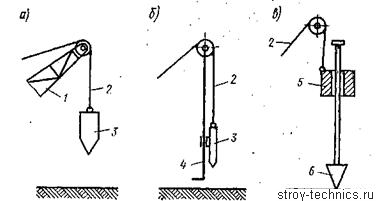 а) б) в)
2
2 2 5
1 3 3
4
6
stroy-technics.ru